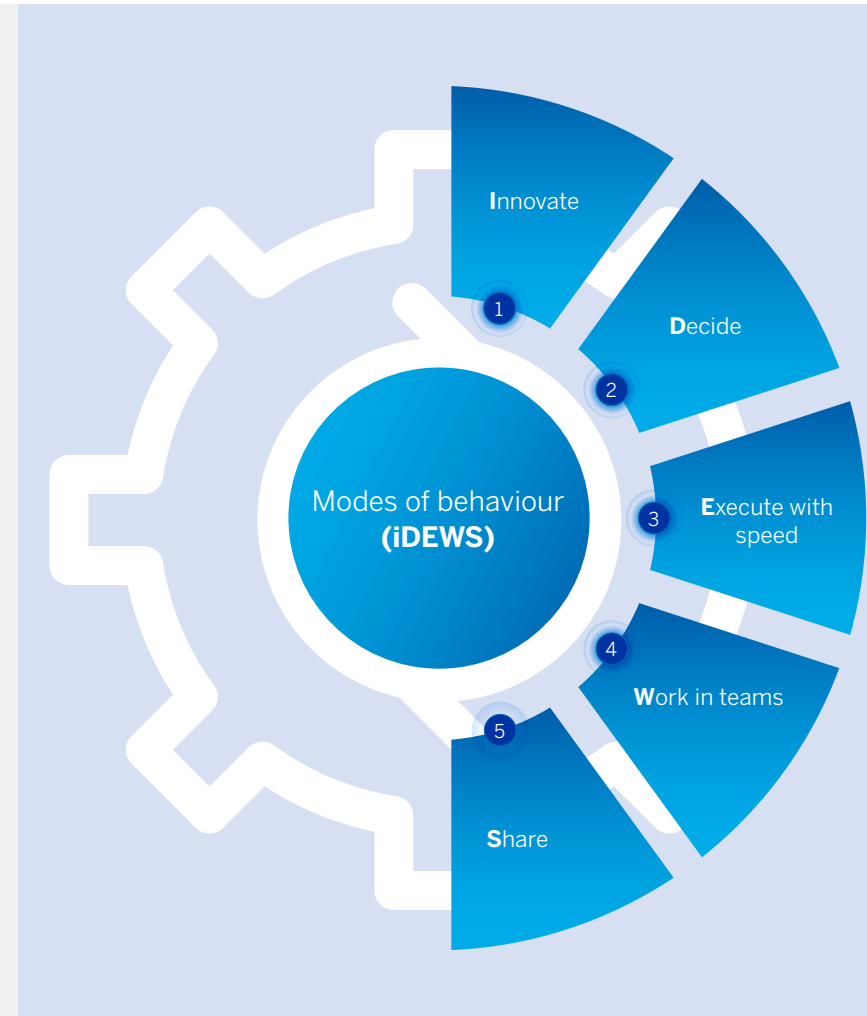 Innovate
1
Decide
2
Modes of behaviour
(iDEWS)
3
Execute with
speed
4
Work in teams
5
Share